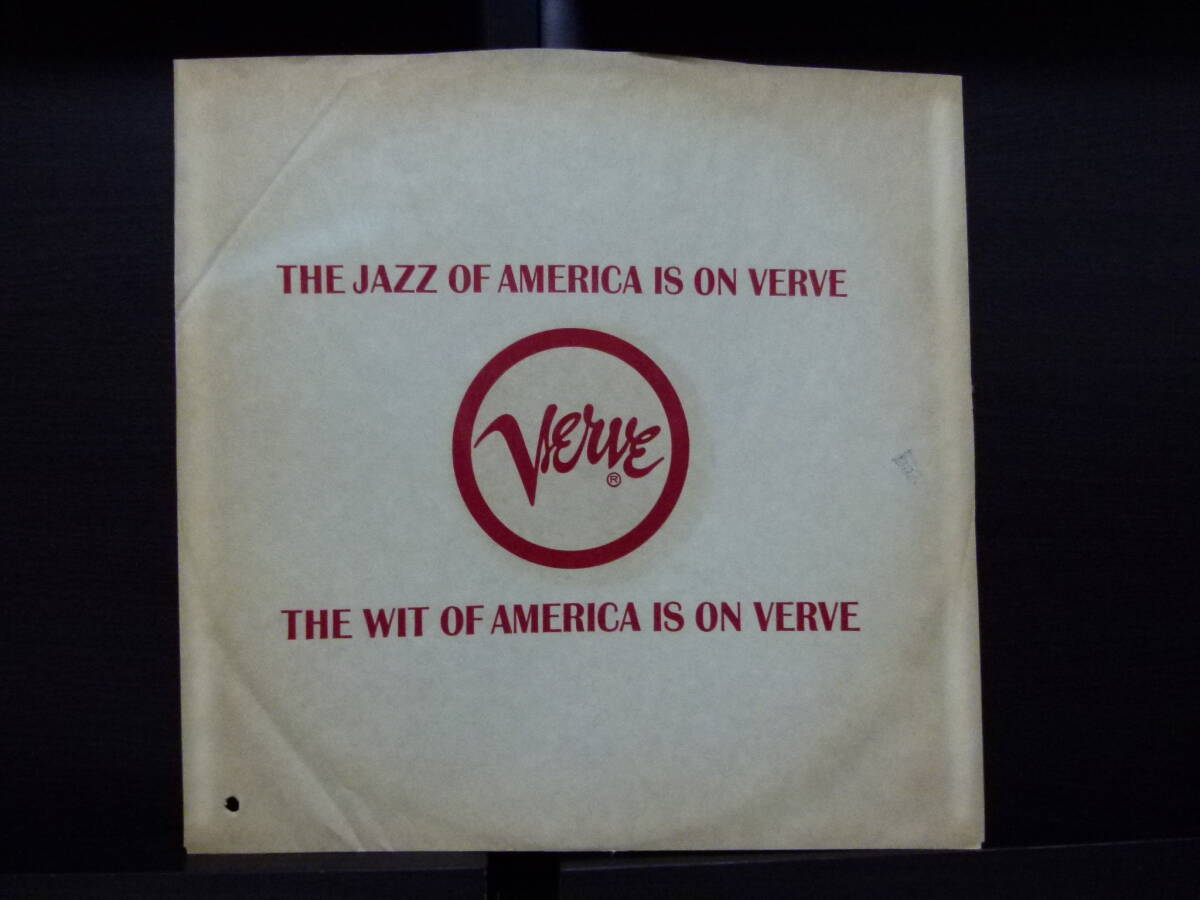 THE JAZZ OF AMERICA IS ON VERVE
VERVE
®
THE WIT OF AMERICA IS ON VERVE